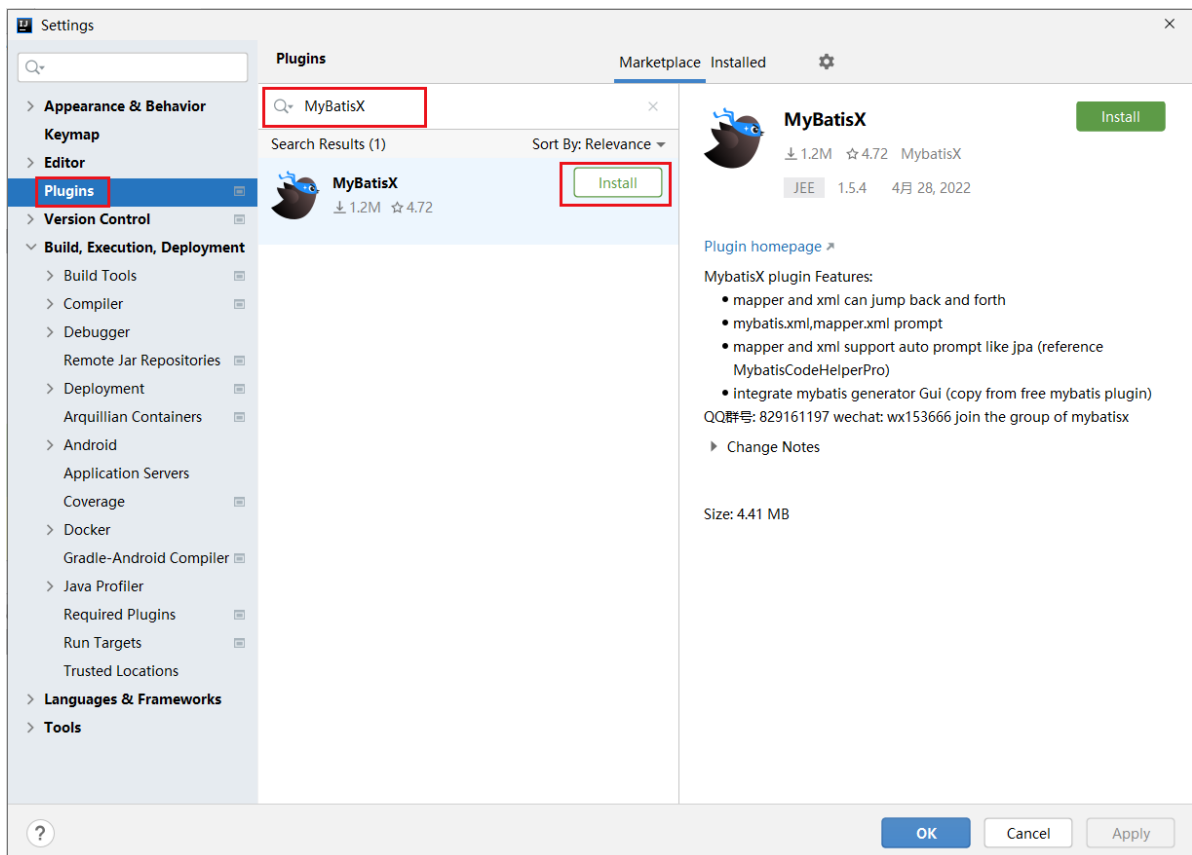 Settings
Appearance & Behavior
Keymap
Editor
Plugins
Version Control
Build, Execution, Deployment
Build Tools
Compiler
Debugger
Remote Jar Repositories
Deployment
Arquillian Containers
Android
Application Servers
Coverage
Docker
Gradle-Android Compiler
Java Profiler
Required Plugins
Run Targets
Trusted Locations
Languages & Frameworks
Tools
Plugins
Marketplace Installed
MyBatisX
Search Results (1) Sort By: Relevance
MyBatisX
Install
1.2M 4.72
MyBatisX
Install
1.2M 4.72 MybatisX
JEE 1.5.4 4月 28, 2022
Plugin homepage
MybatisX plugin Features:
• mapper and xml can jump back and forth
• mybatis.xml,mapper.xml prompt
• mapper and xml support auto prompt like jpa (reference
MybatisCodeHelperPro)
• integrate mybatis generator Gui (copy from free mybatis plugin)
QQ群号: 829161197 wechat: wx153666 join the group of mybatisx
Change Notes
Size: 4.41 MB
?
OK Cancel Apply